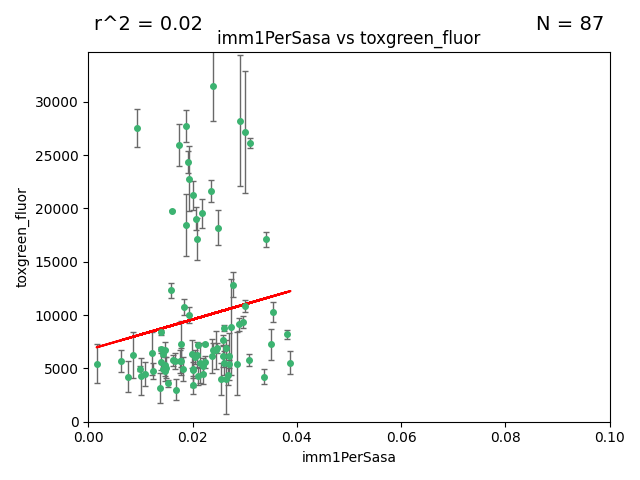 r^2 = 0.02
N = 87
imm1PerSasa vs toxgreen_fluor
toxgreen_fluor
30000
25000
20000
15000
10000
5000
0
0.00
0.02
0.04
0.06
0.08
0.10
imm1PerSasa